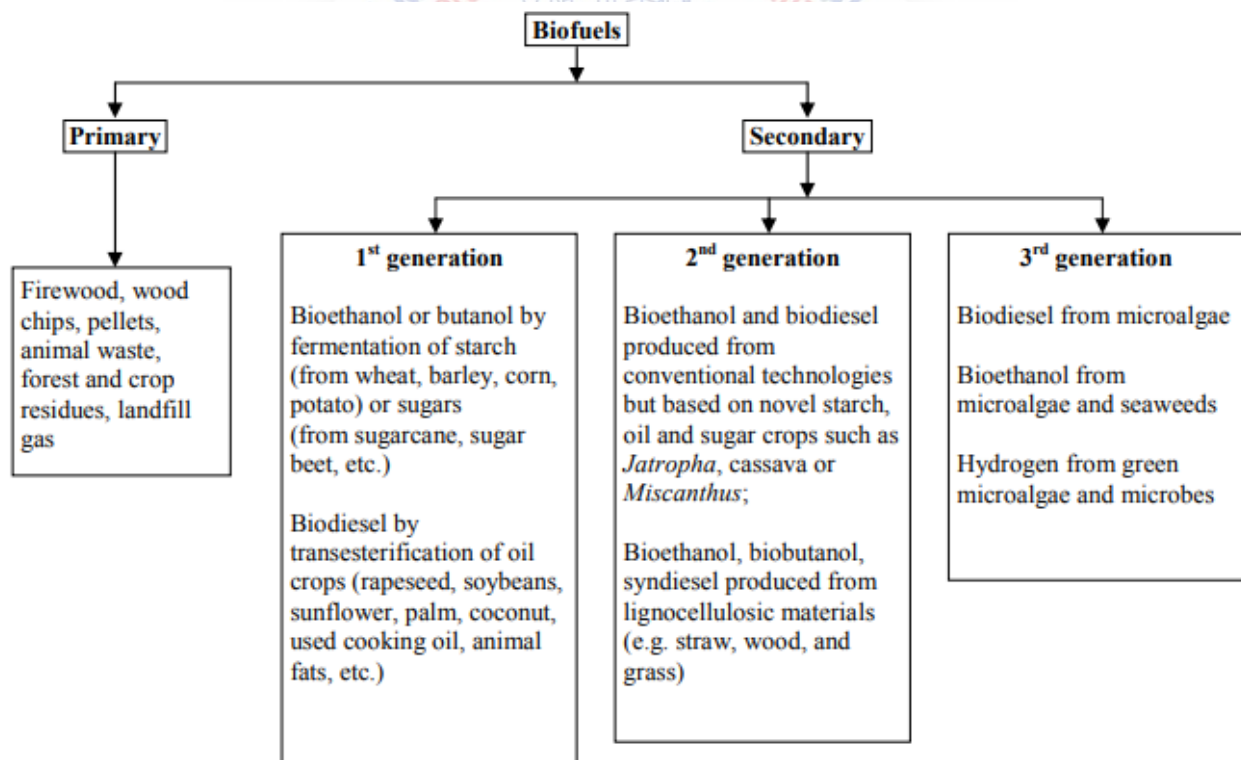 Biofuels
Primary
Secondary
Firewood, wood
chips, pellets,
animal waste,
forest and crop
residues, landfill
gas
1st generation
Bioethanol or butanol by
fermentation of starch
(from wheat, barley, corn,
potato) or sugars
(from sugarcane, sugar
beet, etc.)
Biodiesel by
transesterification of oil
crops (rapeseed, soybeans,
sunflower, palm, coconut,
used cooking oil, animal
fats, etc.)
2nd generation
Bioethanol and biodiesel
produced from
conventional technologies
but based on novel starch,
oil and sugar crops such as
Jatropha, cassava or
Miscanthus;
Bioethanol, biobutanol,
syndiesel produced from
lignocellulosic materials
(e.g. straw, wood, and
grass)
3rd generation
Biodiesel from microalgae
Bioethanol from
microalgae and seaweeds
Hydrogen from green
microalgae and microbes